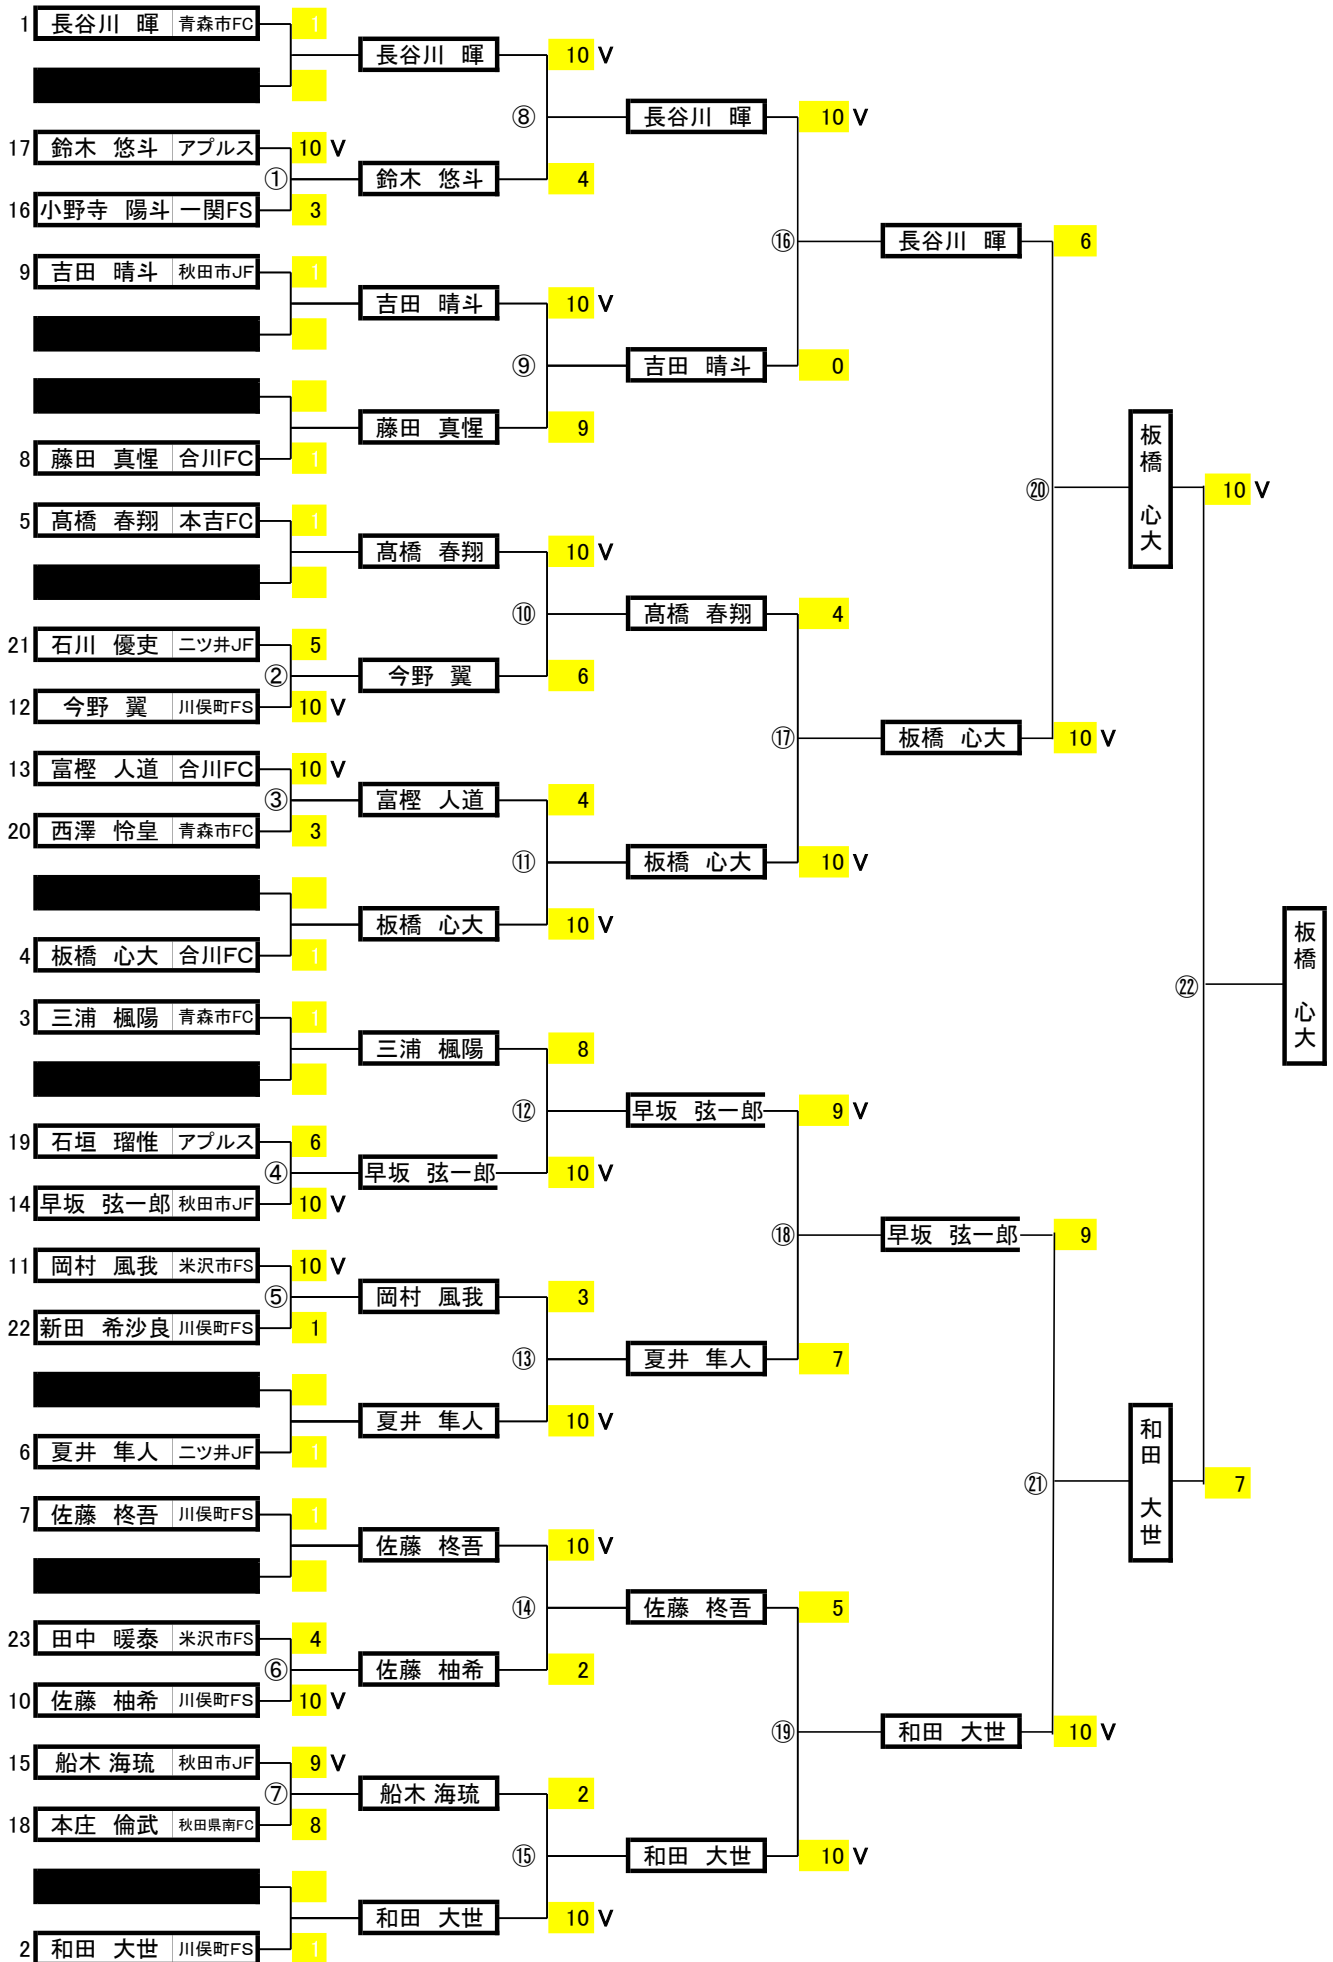 1 長谷川 暉 青森市FC 1
長谷川 暉 10 V
⑧ 長谷川 暉 10 V
17 鈴木 悠斗 アプルス 10 V
① 鈴木 悠斗 4
16 小野寺 陽斗 一関FS 3
⑯ 長谷川 暉 6
9 吉田 晴斗 秋田市JF 1
吉田 晴斗 10 V
⑨ 吉田 晴斗 0
藤田 真惺 9
8 藤田 真惺 合川FC 1
板橋 心大
⑳ 10 V
5 髙橋 春翔 本吉FC 1
髙橋 春翔 10 V
⑩ 髙橋 春翔 4
21 石川 優吏 二ツ井JF 5
② 今野 翼 6
12 今野 翼 川俣町FS 10 V
⑰ 板橋 心大 10 V
13 富樫 人道 合川FC 10 V
③ 富樫 人道 4
20 西澤 怜皇 青森市FC 3
⑪ 板橋 心大 10 V
板橋 心大 10 V
4 板橋 心大 合川FC 1
㉒ 板橋 心大
3 三浦 楓陽 青森市FC 1
三浦 楓陽 8
⑫ 早坂 弦一郎 9 V
19 石垣 瑠惟 アプルス 6
④ 早坂 弦一郎 10 V
14 早坂 弦一郎 秋田市JF 10 V
⑱ 早坂 弦一郎 9
11 岡村 風我 米沢市FS 10 V
⑤ 岡村 風我 3
22 新田 希沙良 川俣町FS 1
⑬ 夏井 隼人 7
夏井 隼人 10 V
6 夏井 隼人 二ツ井JF 1
和田 大世
㉑ 7
7 佐藤 柊吾 川俣町FS 1
佐藤 柊吾 10 V
⑭ 佐藤 柊吾 5
23 田中 暖泰 米沢市FS 4
⑥ 佐藤 柚希 2
10 佐藤 柚希 川俣町FS 10 V
⑲ 和田 大世 10 V
15 船木 海琉 秋田市JF 9 V
⑦ 船木 海琉 2
18 本庄 倫武 秋田県南FC 8
⑮ 和田 大世 10 V
和田 大世 10 V
2 和田 大世 川俣町FS 1